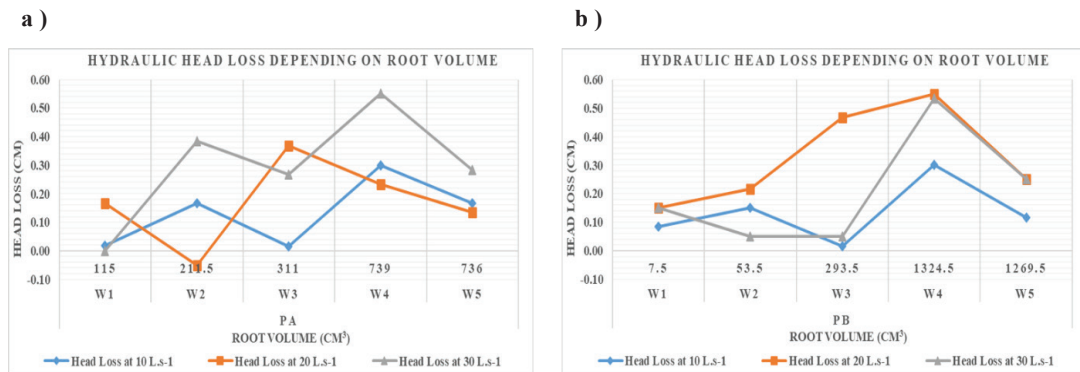 a )
HYDRAULIC HEAD LOSS DEPENDING ON ROOT VOLUME
HEAD LOSS (CM)
0.60
0.50
0.40
0.30
0.20
0.10
0.00
-0.10
115 211.5 311 739 736
W1 W2 W3 W4 W5
PA
ROOT VOLUME (CM³)
Head Loss at 10 L.s-1 Head Loss at 20 L.s-1 Head Loss at 30 L.s-1
b )
HYDRAULIC HEAD LOSS DEPENDING ON ROOT VOLUME
HEAD LOSS (CM)
0.60
0.50
0.40
0.30
0.20
0.10
0.00
-0.10
7.5 53.5 293.5 1324.5 1269.5
W1 W2 W3 W4 W5
PB
ROOT VOLUME (CM³)
Head Loss at 10 L.s-1 Head Loss at 20 L.s-1 Head Loss at 30 L.s-1